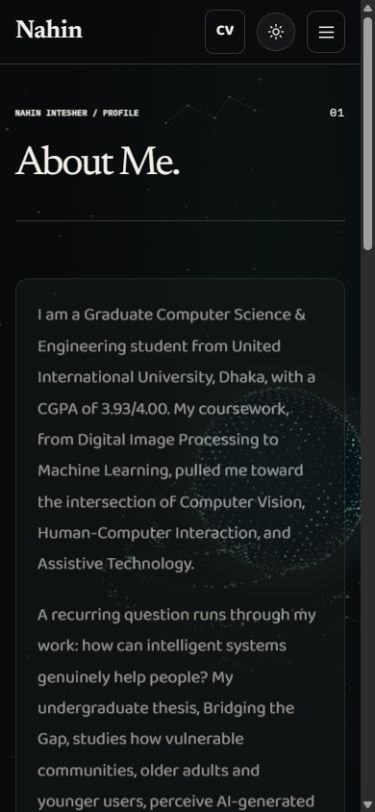 Nahin
CV
NAHIN INTESHER / PROFILE
01
About Me.
I am a Graduate Computer Science &
Engineering student from United
International University, Dhaka, with a
CGPA of 3.93/4.00. My coursework,
from Digital Image Processing to
Machine Learning, pulled me toward
the intersection of Computer Vision,
Human-Computer Interaction, and
Assistive Technology.
A recurring question runs through my
work: how can intelligent systems
genuinely help people? My
undergraduate thesis, Bridging the
Gap, studies how vulnerable
communities, older adults and
younger users, perceive AI-generated